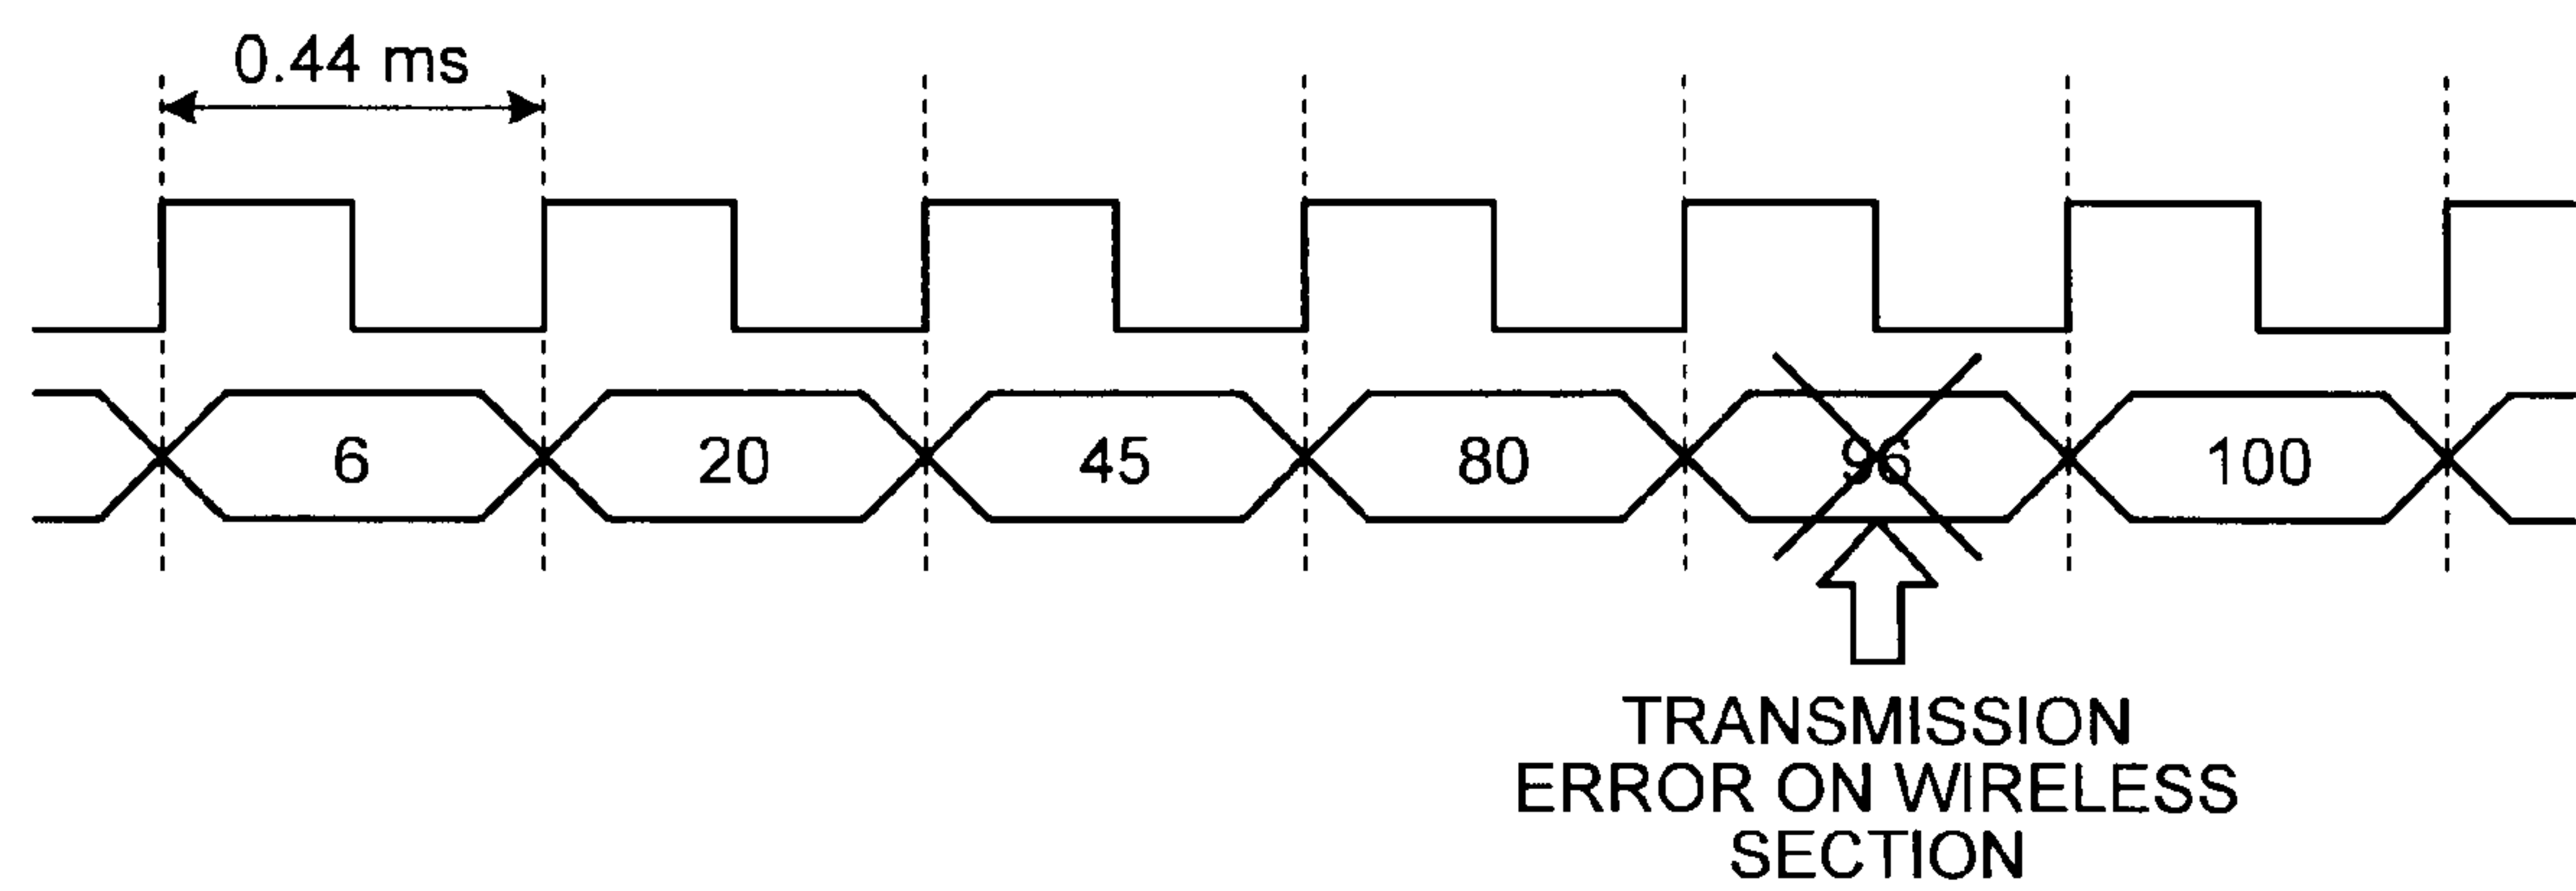 0.44 ms
6 20 45 80 96 100
TRANSMISSION
ERROR ON WIRELESS
SECTION